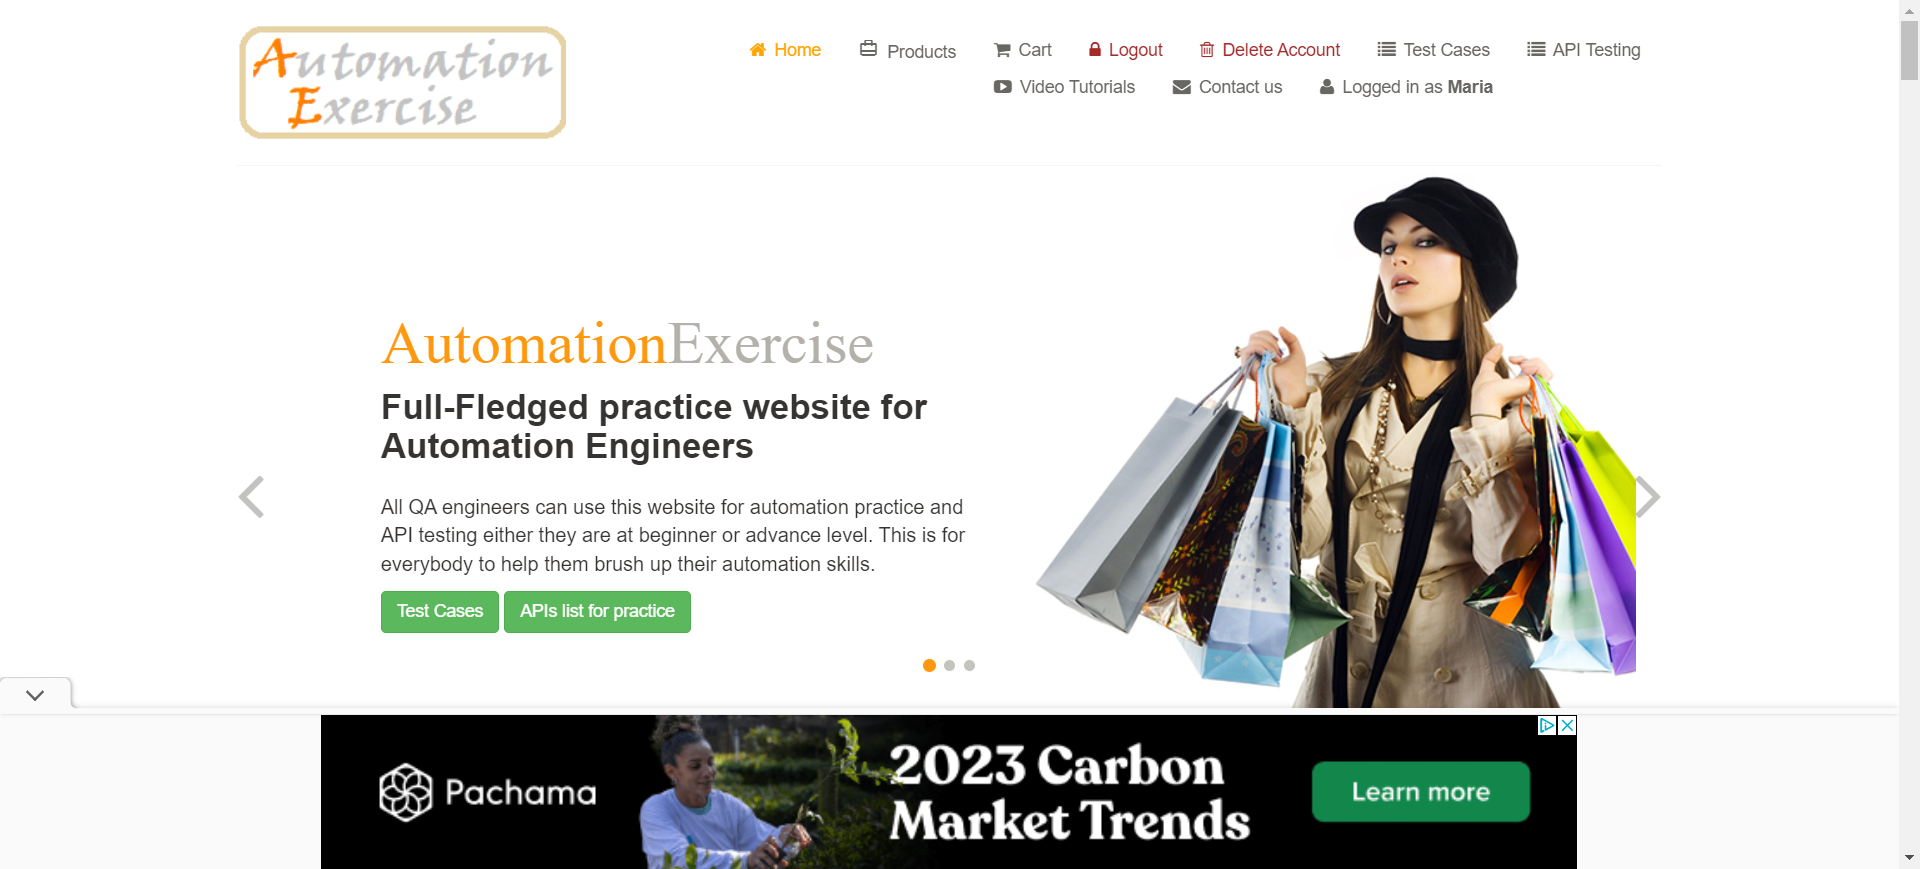 Automation
Exercise
Home Products Cart Logout Delete Account Test Cases API Testing
Video Tutorials Contact us Logged in as Maria
AutomationExercise
Full-Fledged practice website for
Automation Engineers
All QA engineers can use this website for automation practice and
API testing either they are at beginner or advance level. This is for
everybody to help them brush up their automation skills.
Test Cases APIs list for practice
Pachama
2023 Carbon
Market Trends
Learn more